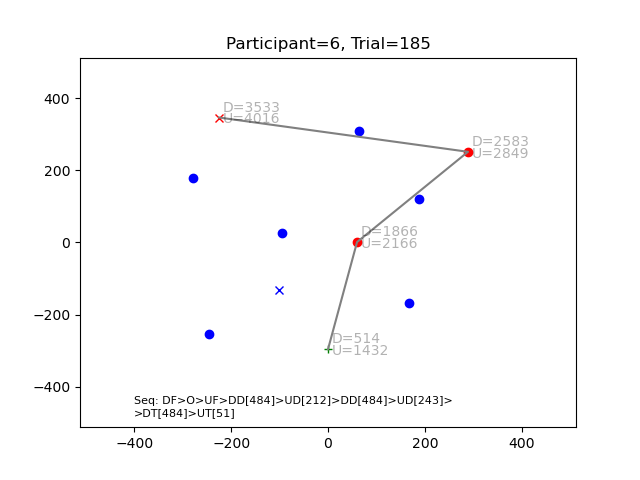 Participant=6, Trial=185
400
200
0
−200
−400
D=3533
U=4016
D=2583
U=2849
D=1866
U=2166
D=514
U=1432
Seq: DF>O>UF>DD[484]>UD[212]>DD[484]>UD[243]>
>DT[484]>UT[51]
−400
−200
0
200
400